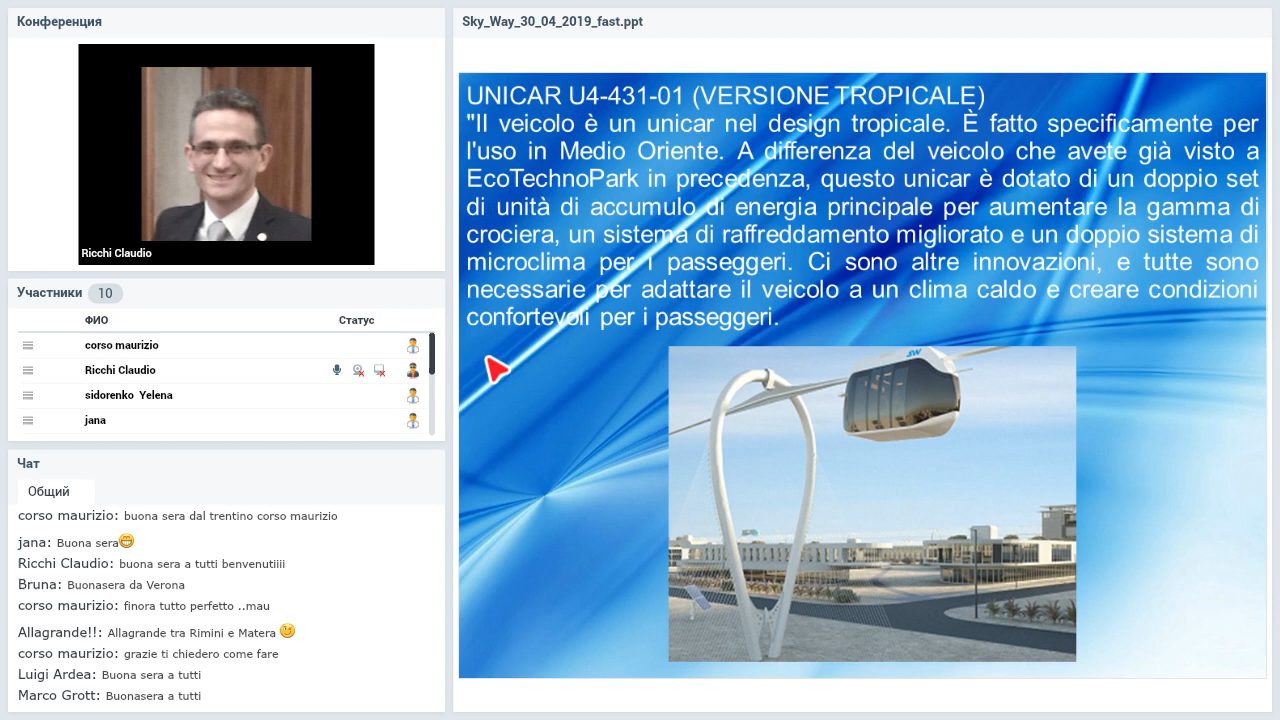 Конференция
Ricchi Claudio
Участники 10
ФИО Статус
corso maurizio
Ricchi Claudio
sidorenko Yelena
jana
Чат
Общий
corso maurizio: buona sera dal trentino corso maurizio
jana: Buona sera
Ricchi Claudio: buona sera a tutti benvenutiiii
Bruna: Buonasera da Verona
corso maurizio: finora tutto perfetto ..mau
Allagrande!!: Allagrande tra Rimini e Matera
corso maurizio: grazie ti chiedero come fare
Luigi Ardea: Buona sera a tutti
Marco Grott: Buonasera a tutti
Sky_Way_30_04_2019_fast.ppt
UNICAR U4-431-01 (VERSIONE TROPICALE)
"Il veicolo è un unicar nel design tropicale. È fatto specificamente per
l'uso in Medio Oriente. A differenza del veicolo che avete già visto a
EcoTechnoPark in precedenza, questo unicar è dotato di un doppio set
di unità di accumulo di energia principale per aumentare la gamma di
crociera, un sistema di raffreddamento migliorato e un doppio sistema di
microclima per i passeggeri. Ci sono altre innovazioni, e tutte sono
necessarie per adattare il veicolo a un clima caldo e creare condizioni
confortevoli per i passeggeri.
SW